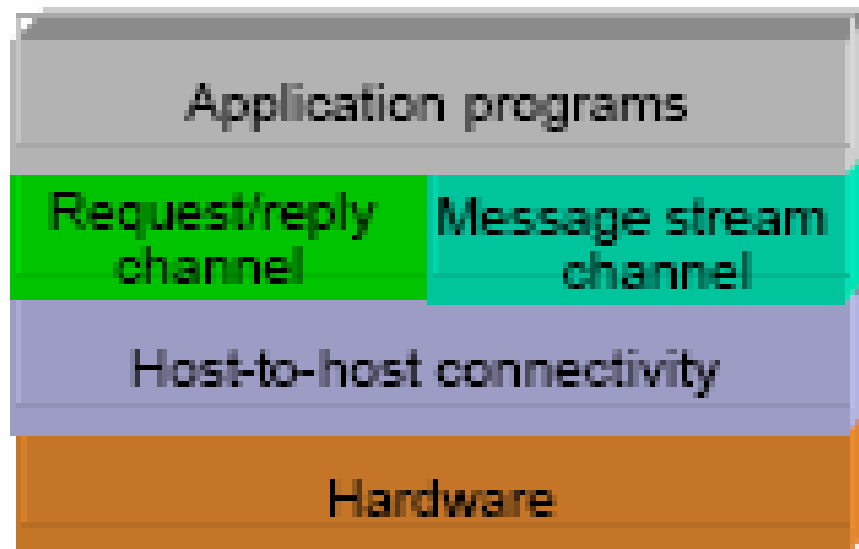 Application programs
Request/reply
channel
Message stream
channel
Host-to-host connectivity
Hardware